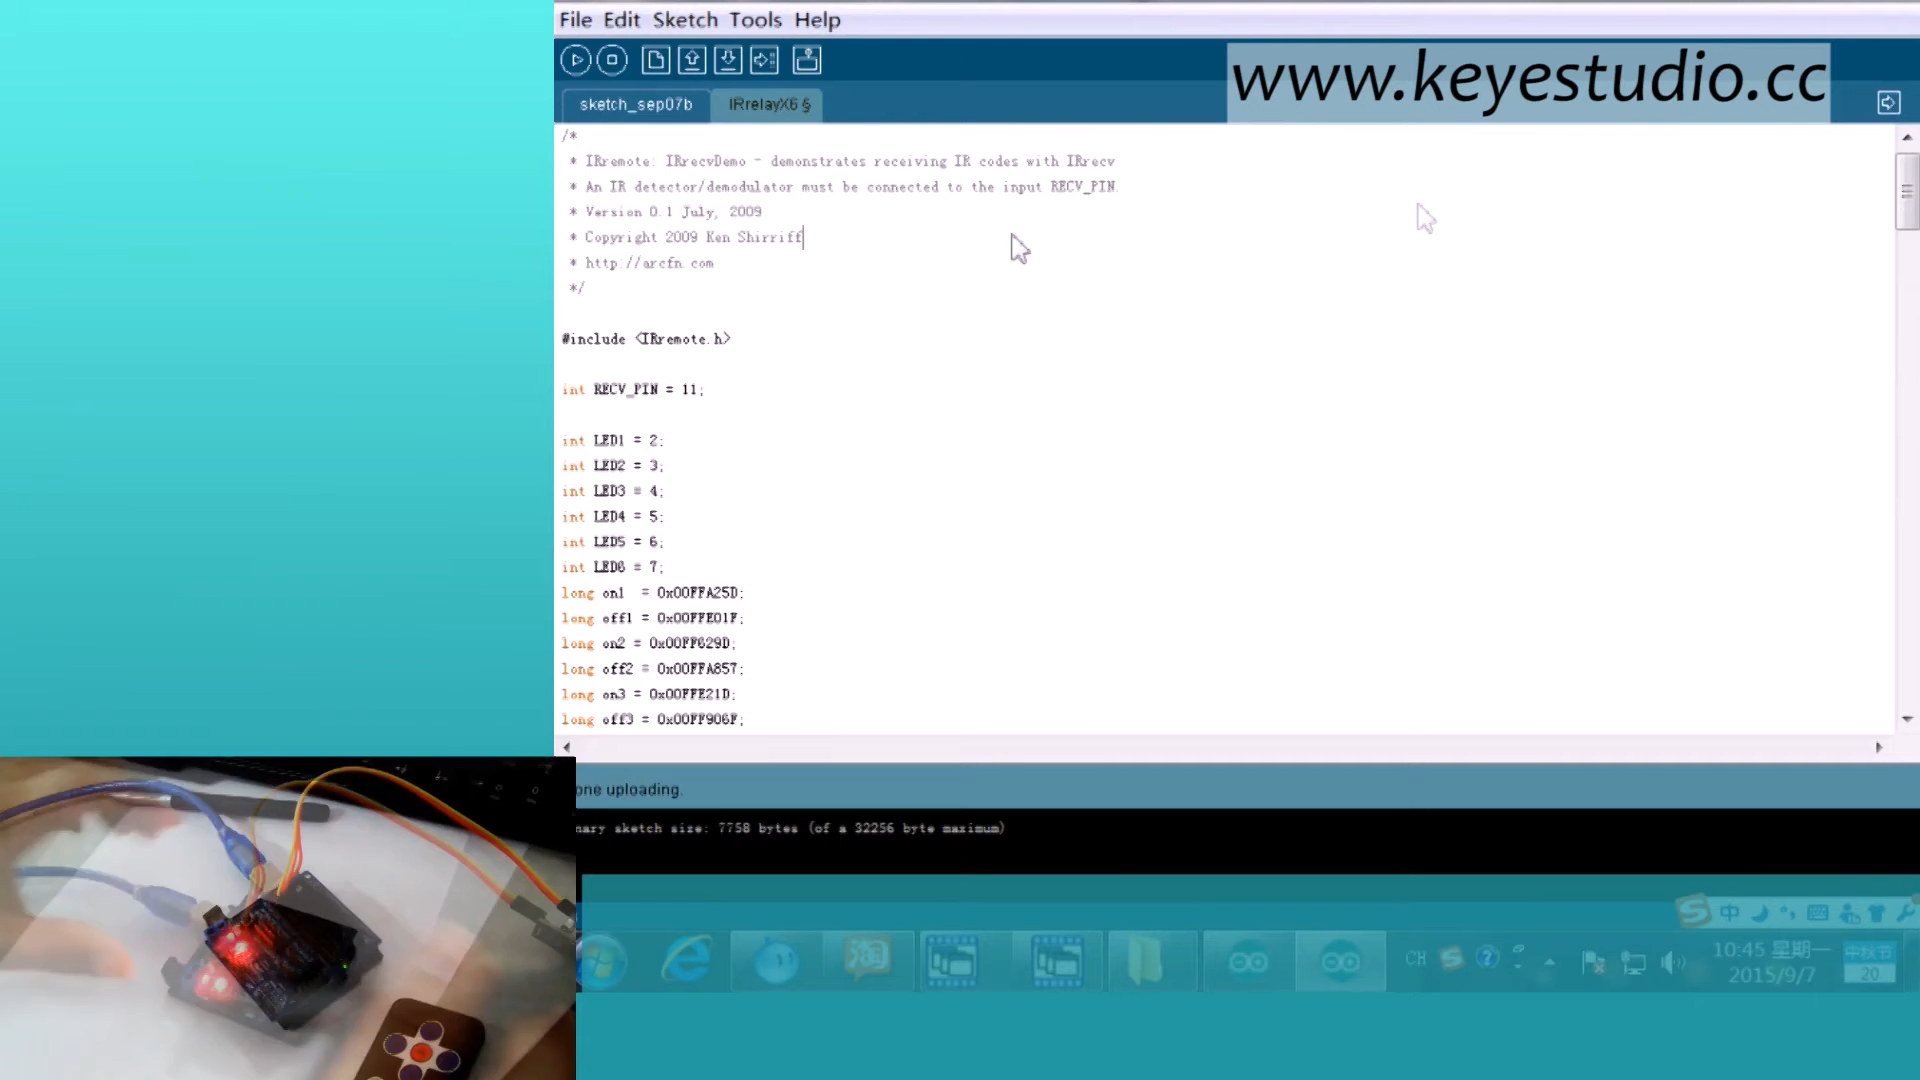 File Edit Sketch Tools Help
www.keyestudio.cc
sketch_sep07b
IRrelayX6 §
/*
* IRremote: IRrecvDemo - demonstrates receiving IR codes with IRrecv
* An IR detector/demodulator must be connected to the input RECV_PIN.
* Version 0.1 July, 2009
* Copyright 2009 Ken Shirriff
* http://arcfn.com
*/
#include <IRremote.h>
int RECV_PIN = 11;
int LED1 = 2;
int LED2 = 3;
int LED3 = 4;
int LED4 = 5;
int LED5 = 6;
int LED6 = 7;
long on1  = 0x00FFA25D;
long off1 = 0x00FFE01F;
long on2 = 0x00FF629D;
long off2 = 0x00FFA857;
long on3 = 0x00FFE21D;
long off3 = 0x00FF906F;
one uploading.
nary sketch size: 7758 bytes (of a 32256 byte maximum)
中
CH
10:45 星期一
2015/9/7
中秋节
20